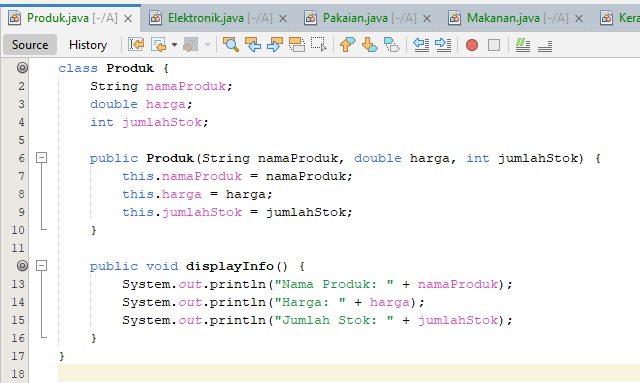 Produk.java [-/A] Elektronik.java [-/A] Pakaian.java [-/A] Makanan.java [-/A] Kera
Source History
class Produk {
2 String namaProduk;
3 double harga;
4 int jumlahStok;
5
6 public Produk(String namaProduk, double harga, int jumlahStok) {
7 this.namaProduk = namaProduk;
8 this.harga = harga;
9 this.jumlahStok = jumlahStok;
10 }
11
public void displayInfo() {
13 System.out.println("Nama Produk: " + namaProduk);
14 System.out.println("Harga: " + harga);
15 System.out.println("Jumlah Stok: " + jumlahStok);
16 }
17 }
18